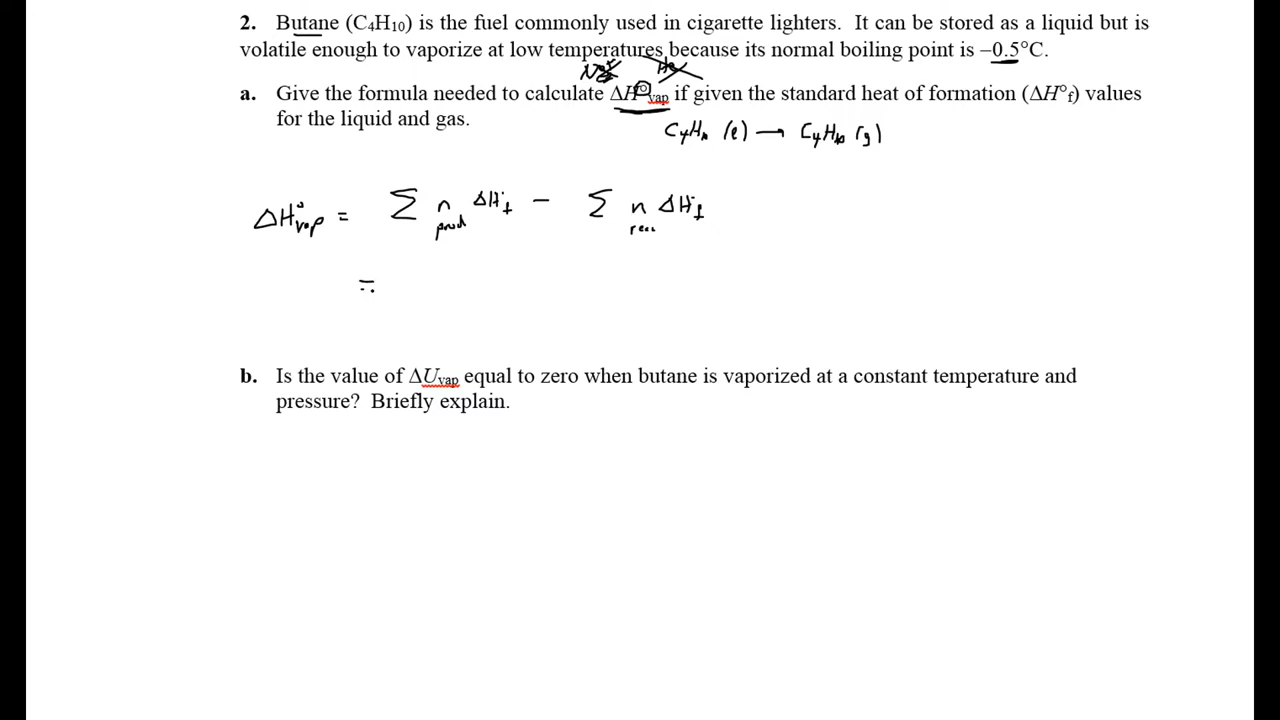 2. Butane (C4H10) is the fuel commonly used in cigarette lighters. It can be stored as a liquid but is
volatile enough to vaporize at low temperatures because its normal boiling point is −0.5°C.
a. Give the formula needed to calculate ΔH°vap if given the standard heat of formation (ΔH°f) values
for the liquid and gas.
C4H10 (l) → C4H10 (g)
ΔH°vap = Σ n prod ΔH°f − Σ n reac ΔH°f
=
b. Is the value of ΔUvap equal to zero when butane is vaporized at a constant temperature and
pressure? Briefly explain.